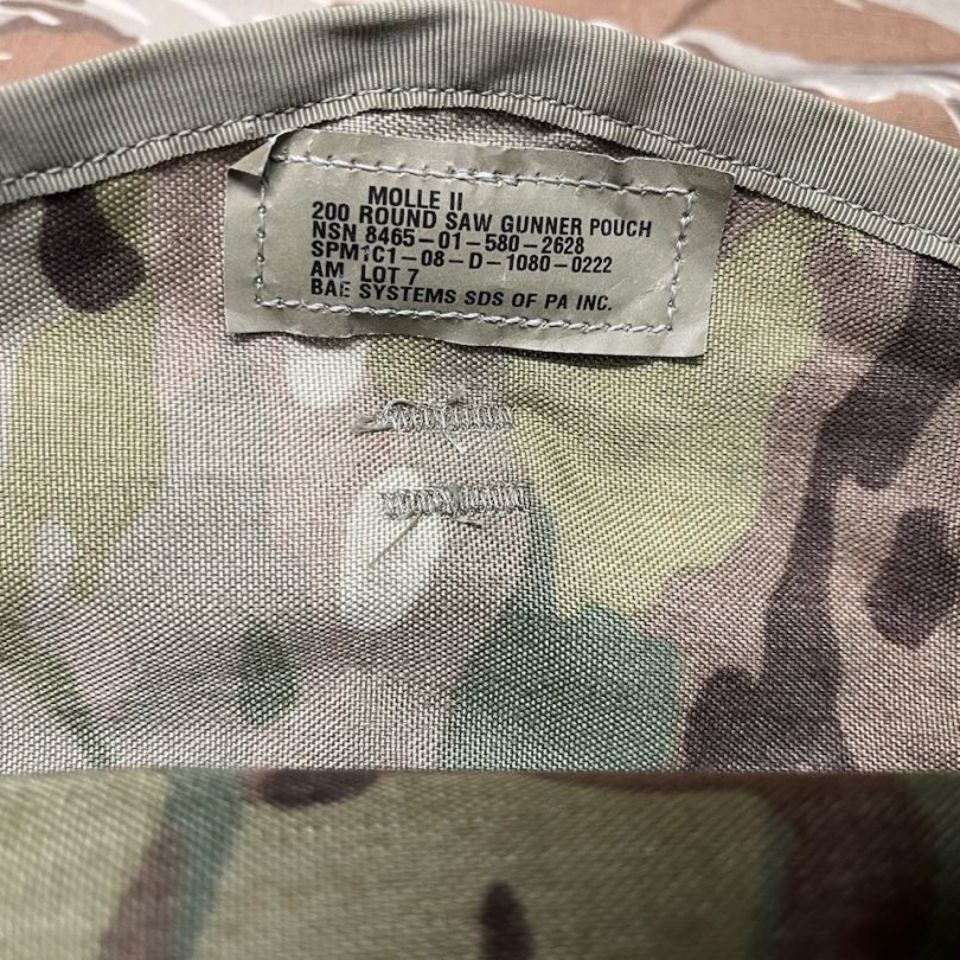 MOLLE II
200 ROUND SAW GUNNER POUCH
NSN 8465-01-580-2628
SPM1C1-08-D-1080-0222
AM LOT 7
BAE SYSTEMS SDS OF PA INC.